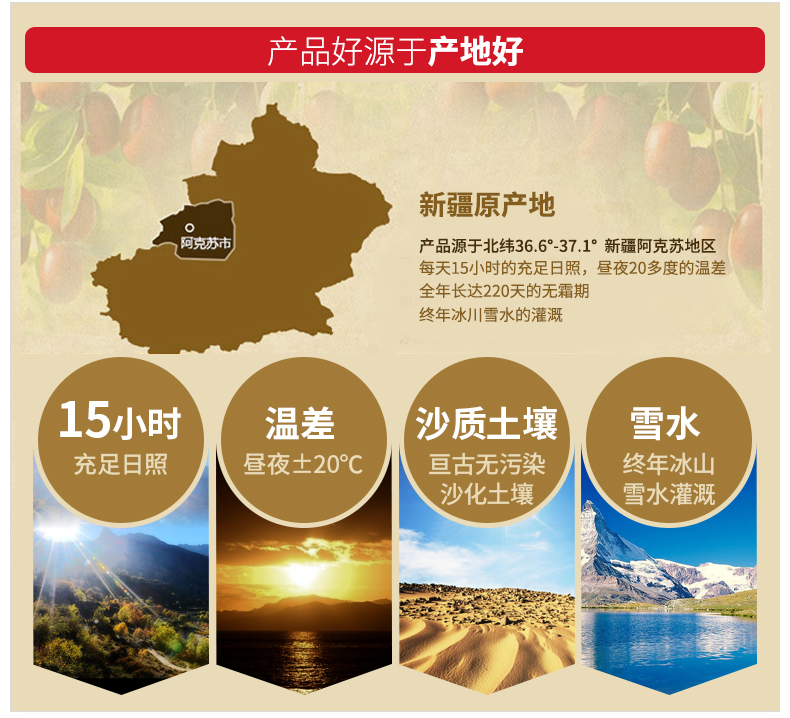 产品好源于产地好
阿克苏市
新疆原产地
产品源于北纬36.6°-37.1° 新疆阿克苏地区
每天15小时的充足日照，昼夜20多度的温差
全年长达220天的无霜期
终年冰川雪水的灌溉
15小时
充足日照
温差
昼夜±20℃
沙质土壤
亘古无污染
沙化土壤
雪水
终年冰山
雪水灌溉